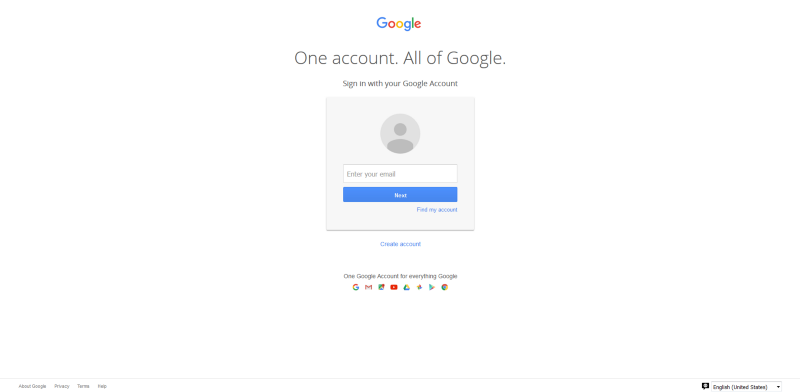 Google
One account. All of Google.
Sign in with your Google Account
Enter your email
Next
Find my account
Create account
One Google Account for everything Google
About Google Privacy Terms Help English (United States)